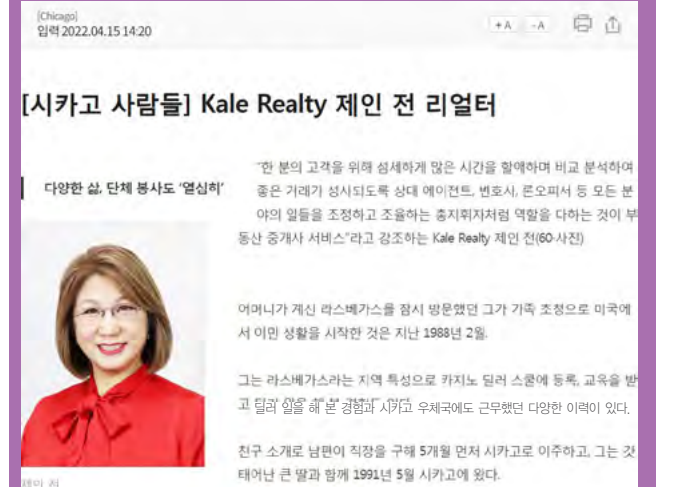 [Chicago]
입력 2022.04.15 14:20
+ A
- A
[시카고 사람들] Kale Realty 제인 전 리얼터
다양한 삶, 단체 봉사도 '열심히'
"한 분의 고객을 위해 섬세하게 많은 시간을 할애하며 비교 분석하여
좋은 거래가 성사되도록 상대 에이전트, 변호사, 론오피서 등 모든 분
야의 일들을 조정하고 조율하는 총지휘자처럼 역할을 다하는 것이 부
동산 중개사 서비스"라고 강조하는 Kale Realty 제인 전(60·사진)
어머니가 계신 라스베가스를 잠시 방문했던 그가 가족 초청으로 미국에
서 이민 생활을 시작한 것은 지난 1988년 2월.
그는 라스베가스라는 지역 특성으로 카지노 딜러 스쿨에 등록, 교육을 받
고
딜러 일을 해 본 경험과 시카고 우체국에도 근무했던 다양한 이력이 있다.
친구 소개로 남편이 직장을 구해 5개월 먼저 시카고로 이주하고, 그는 갓
태어난 큰 딸과 함께 1991년 5월 시카고에 왔다.